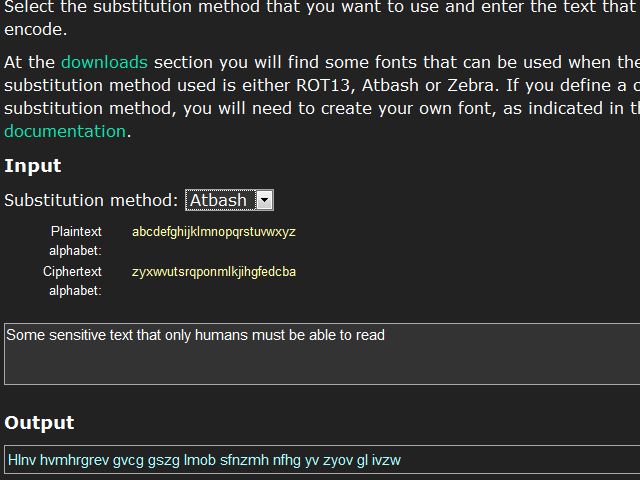 Select the substitution method that you want to use and enter the text that
encode.
At the downloads section you will find some fonts that can be used when the
substitution method used is either ROT13, Atbash or Zebra. If you define a
substitution method, you will need to create your own font, as indicated in
documentation.
Input
Substitution method: Atbash
Plaintext alphabet: abcdefghijklmnopqrstuvwxyz
Ciphertext alphabet: zyxwvutsrqponmlkjihgfedcba
Some sensitive text that only humans must be able to read
Output
Hlnv hvmhrgrev gvcg gszg lmob sfnzmh nfhg yv zyov gl ivzw